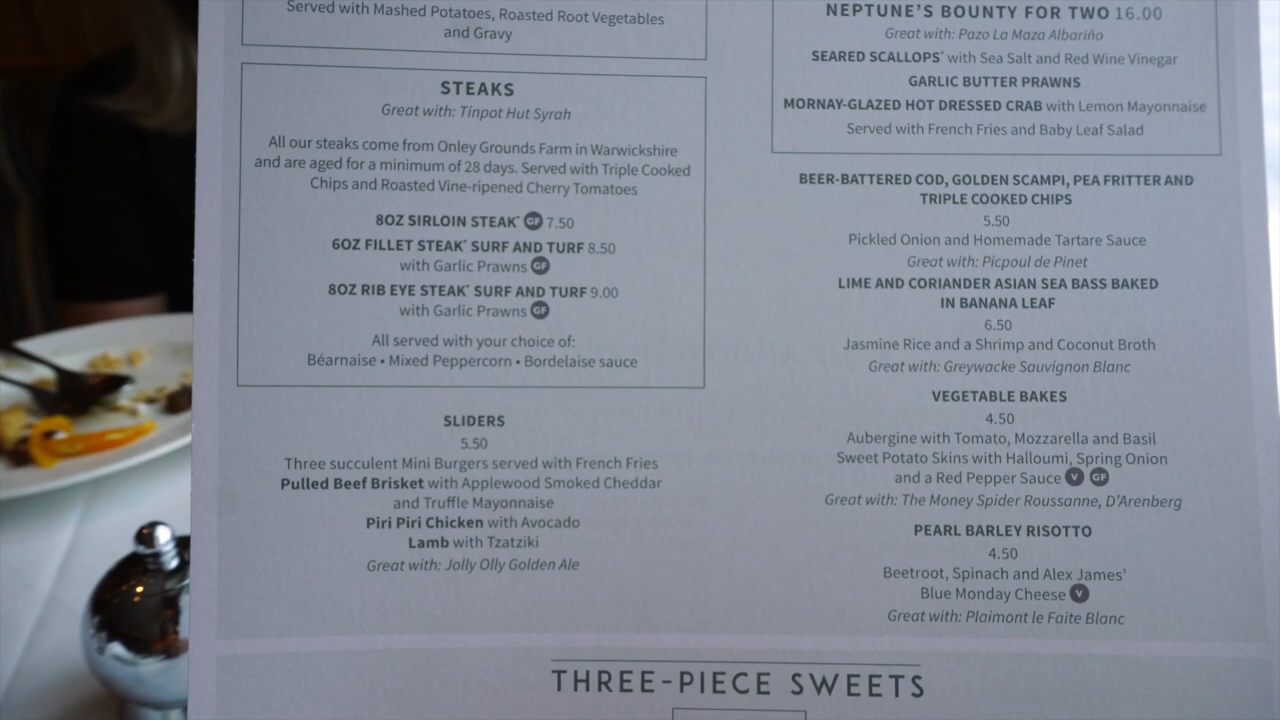 Served with Mashed Potatoes, Roasted Root Vegetables
and Gravy
STEAKS
Great with: Tinpot Hut Syrah
All our steaks come from Onley Grounds Farm in Warwickshire
and are aged for a minimum of 28 days. Served with Triple Cooked
Chips and Roasted Vine-ripened Cherry Tomatoes
8OZ SIRLOIN STEAK* GF 7.50
6OZ FILLET STEAK* SURF AND TURF 8.50
with Garlic Prawns GF
8OZ RIB EYE STEAK* SURF AND TURF 9.00
with Garlic Prawns GF
All served with your choice of:
Béarnaise • Mixed Peppercorn • Bordelaise sauce
SLIDERS
5.50
Three succulent Mini Burgers served with French Fries
Pulled Beef Brisket with Applewood Smoked Cheddar
and Truffle Mayonnaise
Piri Piri Chicken with Avocado
Lamb with Tzatziki
Great with: Jolly Olly Golden Ale
NEPTUNE'S BOUNTY FOR TWO 16.00
Great with: Pazo La Maza Albariño
SEARED SCALLOPS* with Sea Salt and Red Wine Vinegar
GARLIC BUTTER PRAWNS
MORNAY-GLAZED HOT DRESSED CRAB with Lemon Mayonnaise
Served with French Fries and Baby Leaf Salad
BEER-BATTERED COD, GOLDEN SCAMPI, PEA FRITTER AND
TRIPLE COOKED CHIPS
5.50
Pickled Onion and Homemade Tartare Sauce
Great with: Picpoul de Pinet
LIME AND CORIANDER ASIAN SEA BASS BAKED
IN BANANA LEAF
6.50
Jasmine Rice and a Shrimp and Coconut Broth
Great with: Greywacke Sauvignon Blanc
VEGETABLE BAKES
4.50
Aubergine with Tomato, Mozzarella and Basil
Sweet Potato Skins with Halloumi, Spring Onion
and a Red Pepper Sauce V GF
Great with: The Money Spider Roussanne, D'Arenberg
PEARL BARLEY RISOTTO
4.50
Beetroot, Spinach and Alex James'
Blue Monday Cheese V
Great with: Plaimont le Faite Blanc
THREE-PIECE SWEETS